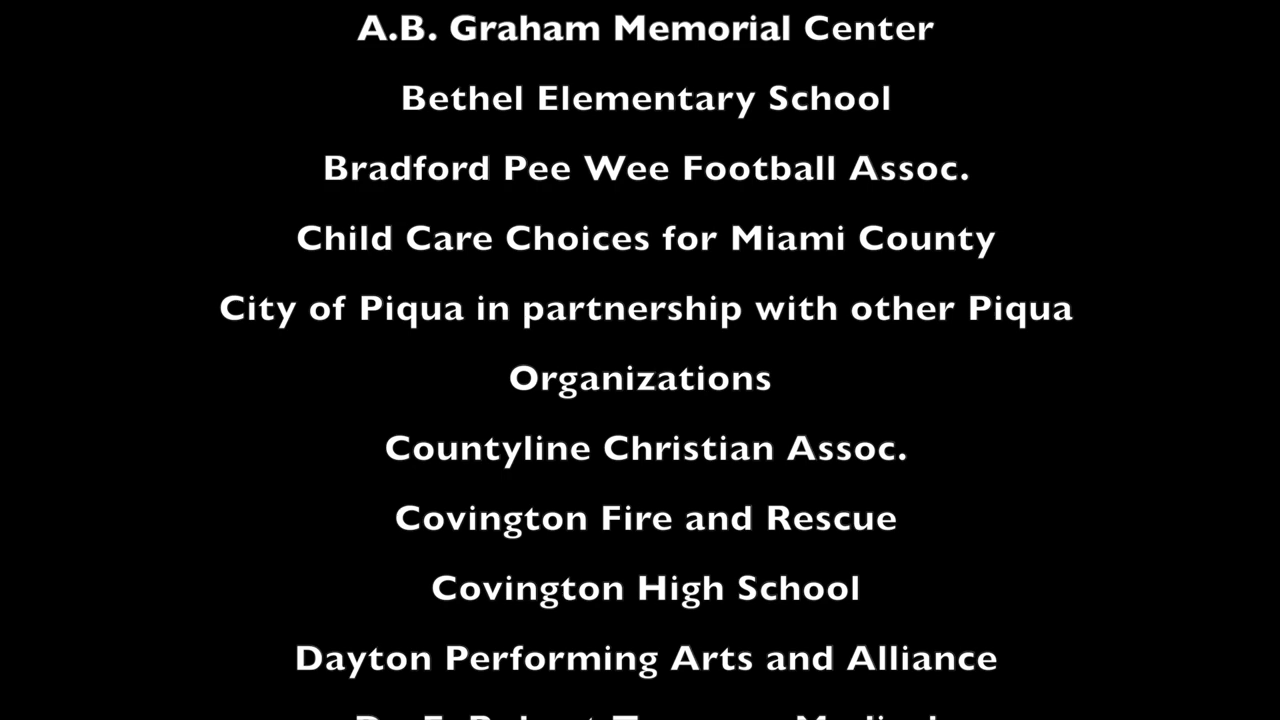 A.B. Graham Memorial Center
Bethel Elementary School
Bradford Pee Wee Football Assoc.
Child Care Choices for Miami County
City of Piqua in partnership with other Piqua
Organizations
Countyline Christian Assoc.
Covington Fire and Rescue
Covington High School
Dayton Performing Arts and Alliance